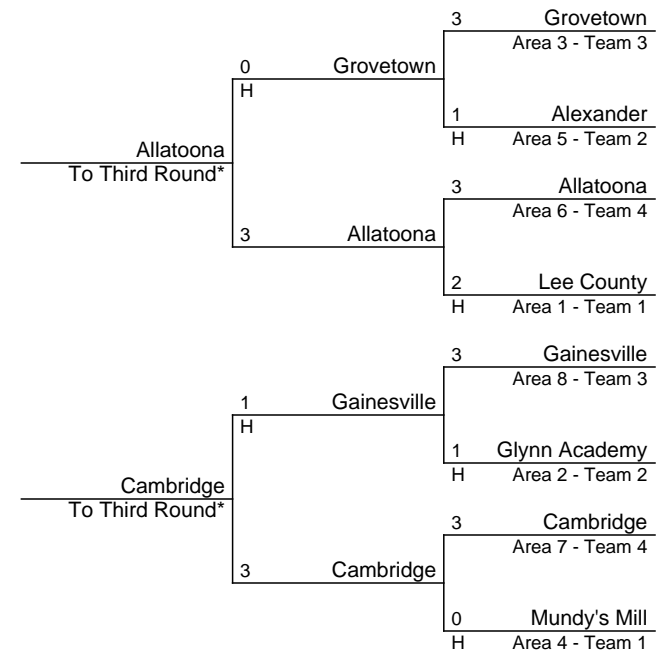 3 Grovetown
Area 3 - Team 3
0 Grovetown
H
1 Alexander
H Area 5 - Team 2
Allatoona
To Third Round*
3 Allatoona
Area 6 - Team 4
3 Allatoona
2 Lee County
H Area 1 - Team 1
3 Gainesville
Area 8 - Team 3
1 Gainesville
H
1 Glynn Academy
H Area 2 - Team 2
Cambridge
To Third Round*
3 Cambridge
Area 7 - Team 4
3 Cambridge
0 Mundy's Mill
H Area 4 - Team 1